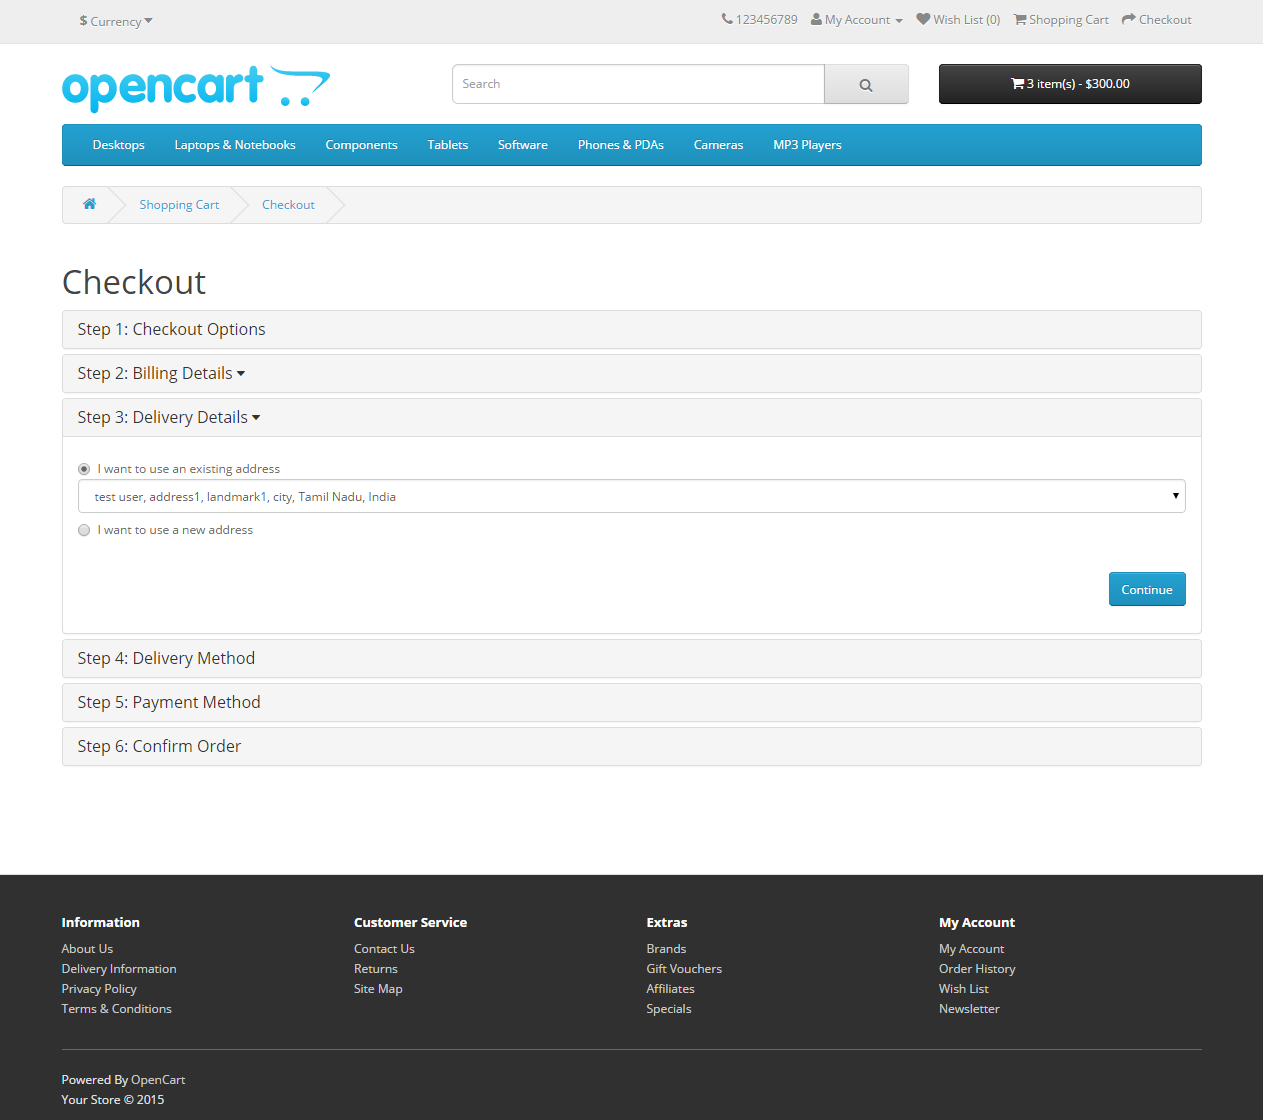 $ Currency 123456789 My Account Wish List (0) Shopping Cart Checkout
opencart Search 3 item(s) - $300.00
Desktops Laptops & Notebooks Components Tablets Software Phones & PDAs Cameras MP3 Players
Shopping Cart Checkout
Checkout
Step 1: Checkout Options
Step 2: Billing Details
Step 3: Delivery Details
I want to use an existing address
test user, address1, landmark1, city, Tamil Nadu, India
I want to use a new address
Continue
Step 4: Delivery Method
Step 5: Payment Method
Step 6: Confirm Order
Information Customer Service Extras My Account
About Us Contact Us Brands My Account
Delivery Information Returns Gift Vouchers Order History
Privacy Policy Site Map Affiliates Wish List
Terms & Conditions Specials Newsletter
Powered By OpenCart
Your Store © 2015